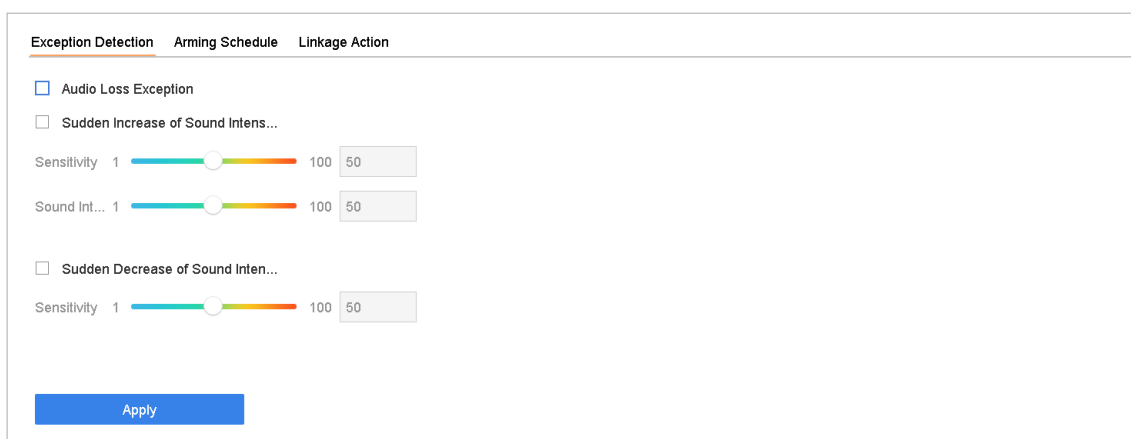 Exception Detection Arming Schedule Linkage Action
Audio Loss Exception
Sudden Increase of Sound Intens...
Sensitivity 1 100 50
Sound Int... 1 100 50
Sudden Decrease of Sound Inten...
Sensitivity 1 100 50
Apply